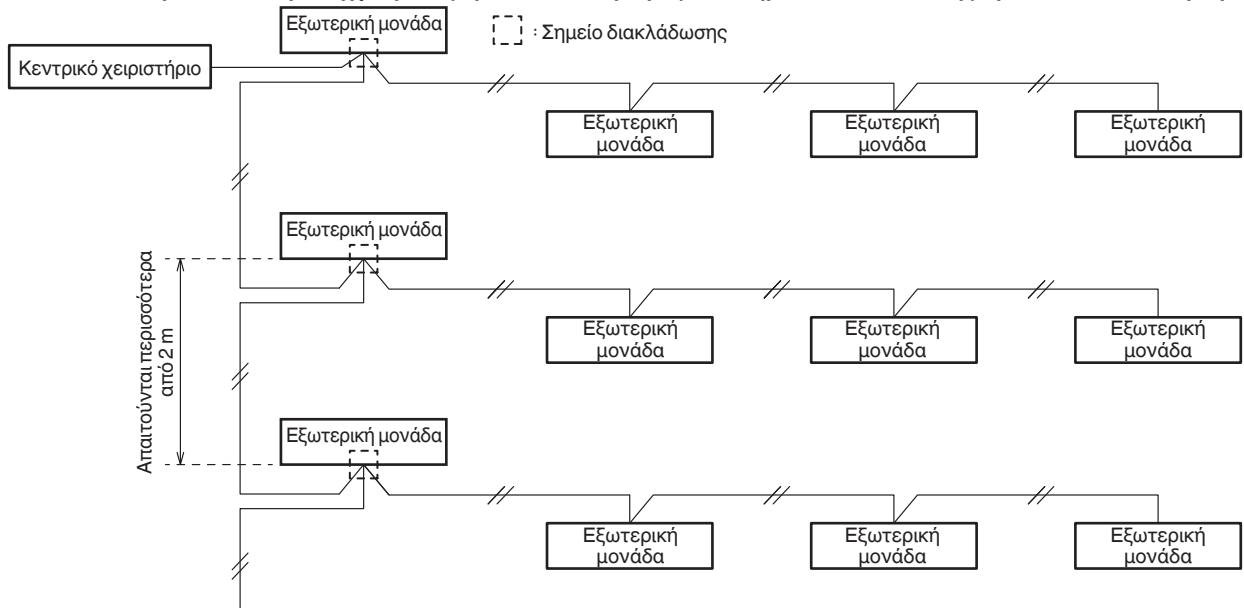 Εξωτερική μονάδα
: Σημείο διακλάδωσης
Κεντρικό χειριστήριο
Εξωτερική
μονάδα
Εξωτερική
μονάδα
Εξωτερική
μονάδα
Εξωτερική μονάδα
Απαιτούνται περισσότερα
από 2 m
Εξωτερική
μονάδα
Εξωτερική
μονάδα
Εξωτερική
μονάδα
Εξωτερική μονάδα
Εξωτερική
μονάδα
Εξωτερική
μονάδα
Εξωτερική
μονάδα